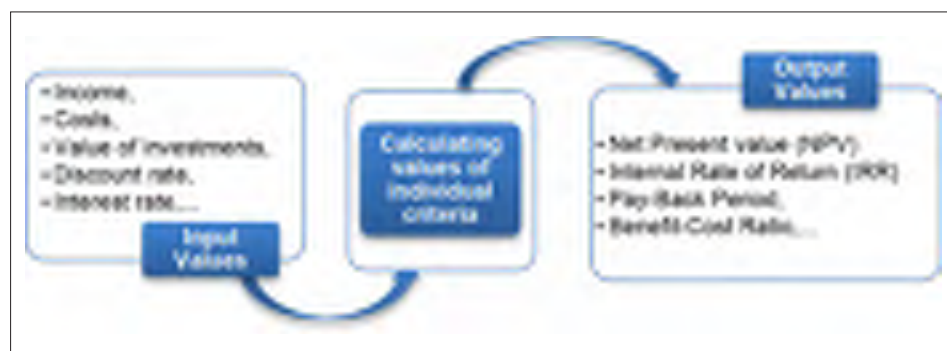 • Income,
• Costs,
• Value of investments,
• Discount rate,
• Interest rate,...
Input
Values
Calculating
values of
individual
criteria
Output
Values
• Net Present value (NPV)
• Internal Rate of Return (IRR)
• Pay-Back Period,
• Benefit-Cost Ratio,...